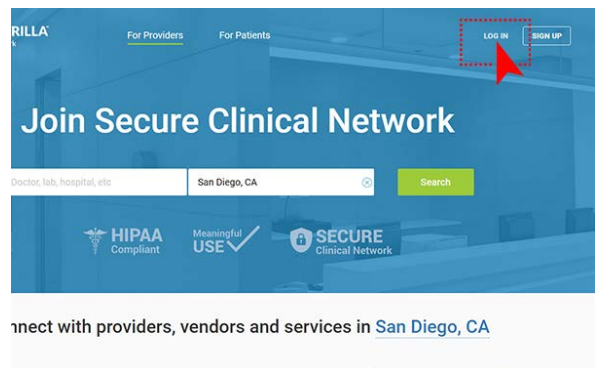 RILLA
For Providers For Patients LOG IN SIGN UP
Join Secure Clinical Network
Doctor, lab, hospital, etc San Diego, CA Search
HIPAA Compliant
Meaningful USE
SECURE Clinical Network
nnect with providers, vendors and services in San Diego, CA